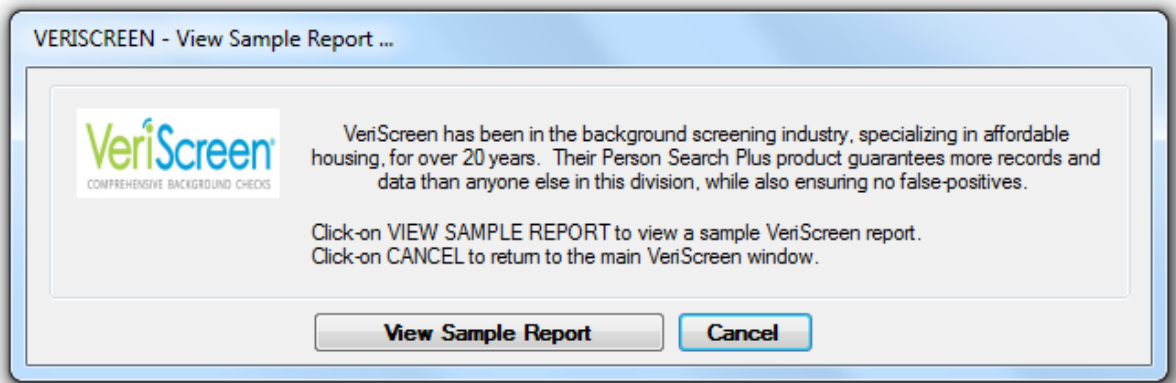 VERISCREEN - View Sample Report ...
VeriScreen®
COMPREHENSIVE BACKGROUND CHECKS
VeriScreen has been in the background screening industry, specializing in affordable
housing, for over 20 years.  Their Person Search Plus product guarantees more records and
data than anyone else in this division, while also ensuring no false-positives.
Click-on VIEW SAMPLE REPORT to view a sample VeriScreen report.
Click-on CANCEL to return to the main VeriScreen window.
View Sample Report
Cancel